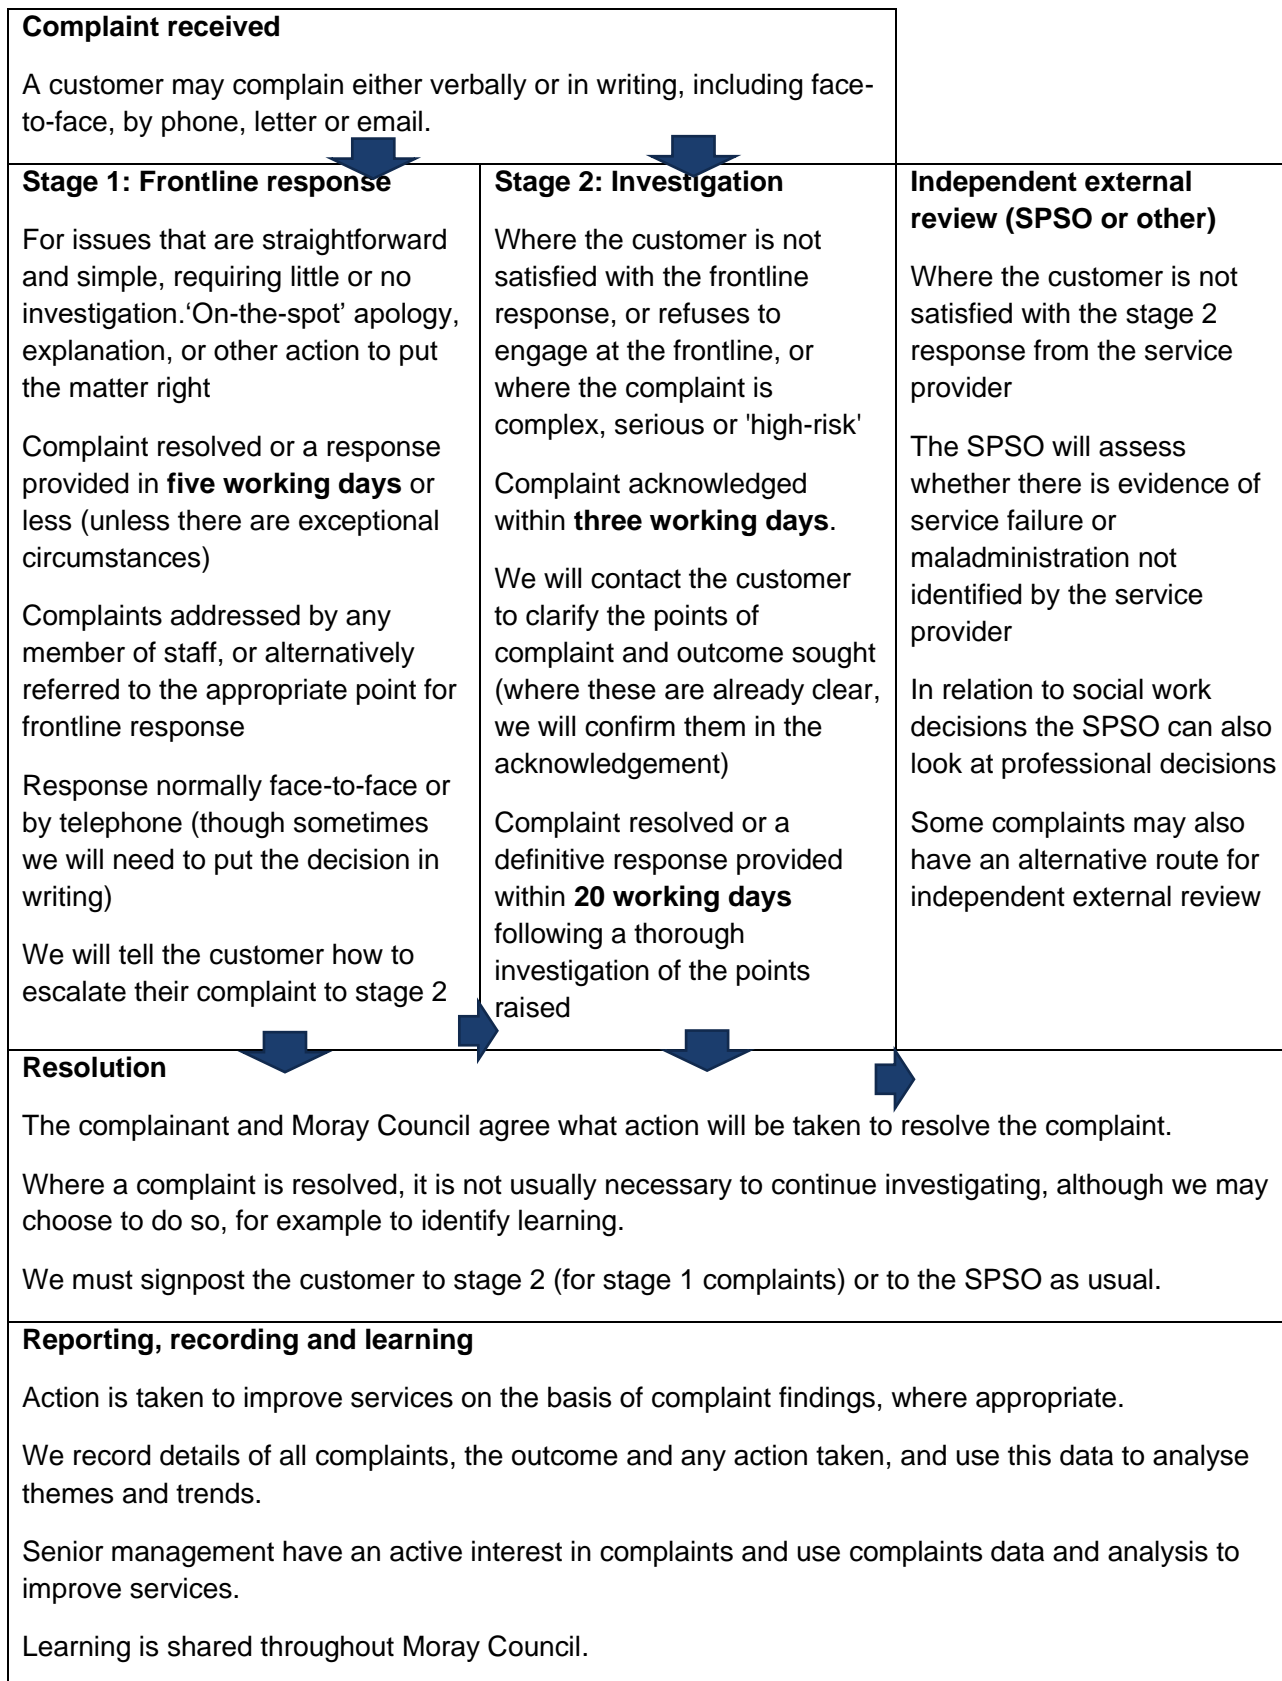 Complaint received
A customer may complain either verbally or in writing, including face-
to-face, by phone, letter or email.
Stage 1: Frontline response
For issues that are straightforward
and simple, requiring little or no
investigation.‘On-the-spot’ apology,
explanation, or other action to put
the matter right
Complaint resolved or a response
provided in five working days or
less (unless there are exceptional
circumstances)
Complaints addressed by any
member of staff, or alternatively
referred to the appropriate point for
frontline response
Response normally face-to-face or
by telephone (though sometimes
we will need to put the decision in
writing)
We will tell the customer how to
escalate their complaint to stage 2
Stage 2: Investigation
Where the customer is not
satisfied with the frontline
response, or refuses to
engage at the frontline, or
where the complaint is
complex, serious or 'high-risk'
Complaint acknowledged
within three working days.
We will contact the customer
to clarify the points of
complaint and outcome sought
(where these are already clear,
we will confirm them in the
acknowledgement)
Complaint resolved or a
definitive response provided
within 20 working days
following a thorough
investigation of the points
raised
Independent external
review (SPSO or other)
Where the customer is not
satisfied with the stage 2
response from the service
provider
The SPSO will assess
whether there is evidence of
service failure or
maladministration not
identified by the service
provider
In relation to social work
decisions the SPSO can also
look at professional decisions
Some complaints may also
have an alternative route for
independent external review
Resolution
The complainant and Moray Council agree what action will be taken to resolve the complaint.
Where a complaint is resolved, it is not usually necessary to continue investigating, although we may
choose to do so, for example to identify learning.
We must signpost the customer to stage 2 (for stage 1 complaints) or to the SPSO as usual.
Reporting, recording and learning
Action is taken to improve services on the basis of complaint findings, where appropriate.
We record details of all complaints, the outcome and any action taken, and use this data to analyse
themes and trends.
Senior management have an active interest in complaints and use complaints data and analysis to
improve services.
Learning is shared throughout Moray Council.